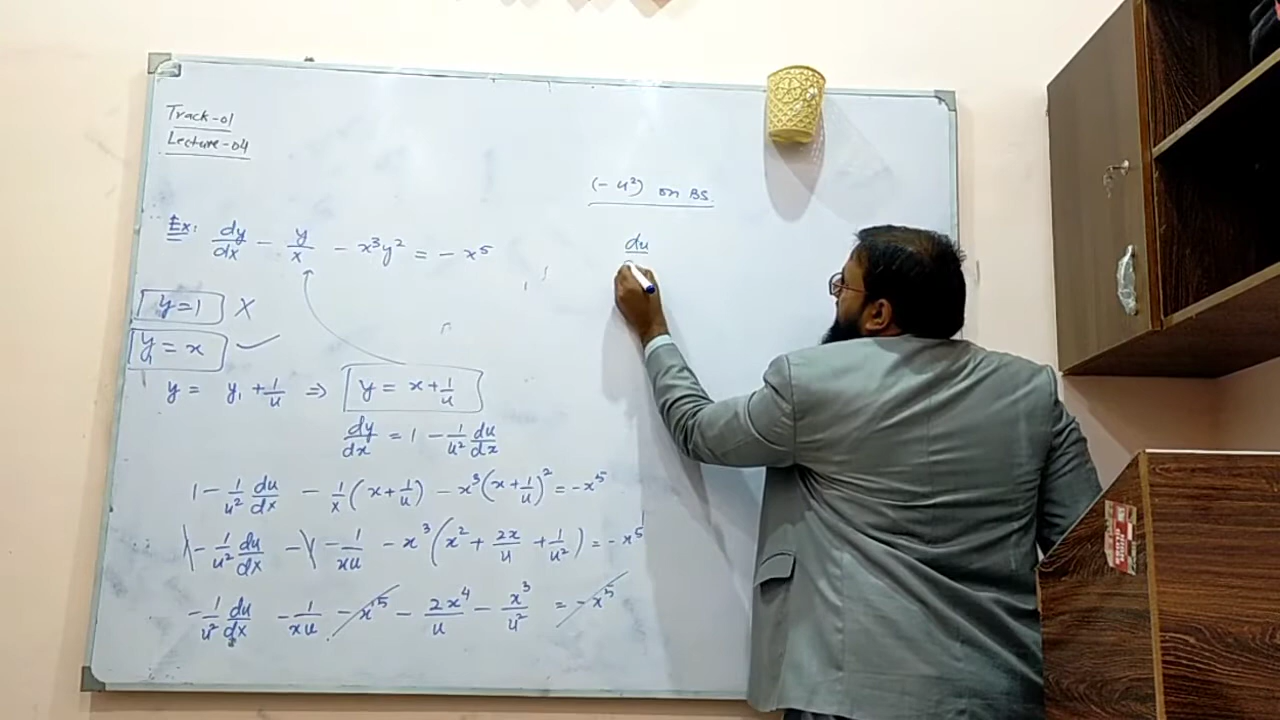 Track-01
Lecture-04
Ex: dy/dx - y/x - x³y² = - x⁵
y=1 X
y₁ = x ✓
y = y₁ + 1/u ⇒ y = x + 1/u
dy/dx = 1 - 1/u² du/dx
1 - 1/u² du/dx - 1/x (x + 1/u) - x³(x + 1/u)² = -x⁵
1 - 1/u² du/dx - 1 - 1/xu - x³(x² + 2x/u + 1/u²) = -x⁵
-1/u² du/dx - 1/xu - x⁵ - 2x⁴/u - x³/u² = -x⁵
(-u²) on BS.
du